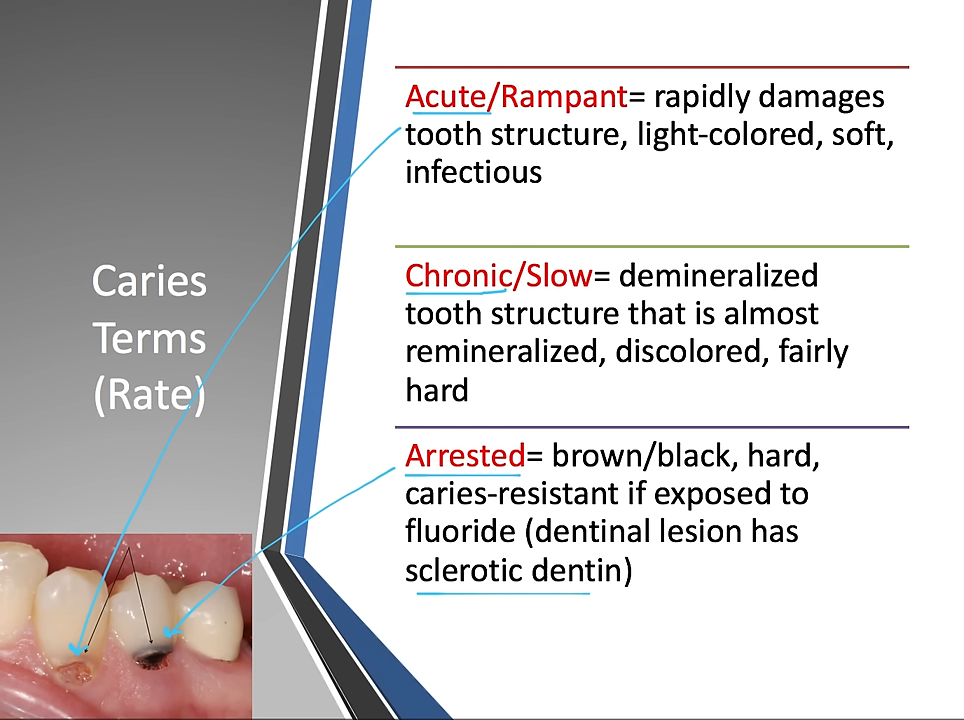 Caries
Terms
(Rate)
Acute/Rampant= rapidly damages
tooth structure, light-colored, soft,
infectious
Chronic/Slow= demineralized
tooth structure that is almost
remineralized, discolored, fairly
hard
Arrested= brown/black, hard,
caries-resistant if exposed to
fluoride (dentinal lesion has
sclerotic dentin)